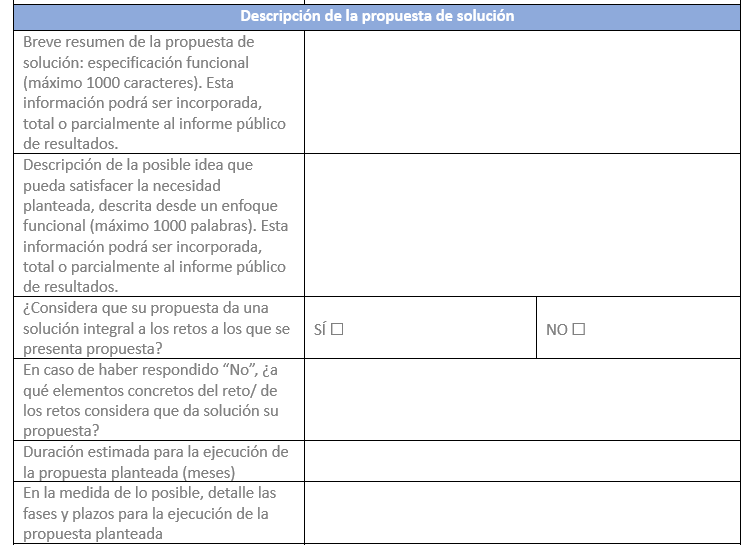 Descripción de la propuesta de solución
Breve resumen de la propuesta de
solución: especificación funcional
(máximo 1000 caracteres). Esta
información podrá ser incorporada,
total o parcialmente al informe público
de resultados.
Descripción de la posible idea que
pueda satisfacer la necesidad
planteada, descrita desde un enfoque
funcional (máximo 1000 palabras). Esta
información podrá ser incorporada,
total o parcialmente al informe público
de resultados.
¿Considera que su propuesta da una
solución integral a los retos a los que se
presenta propuesta?
SÍ ☐
NO ☐
En caso de haber respondido “No”, ¿a
qué elementos concretos del reto/ de
los retos considera que da solución su
propuesta?
Duración estimada para la ejecución de
la propuesta planteada (meses)
En la medida de lo posible, detalle las
fases y plazos para la ejecución de la
propuesta planteada